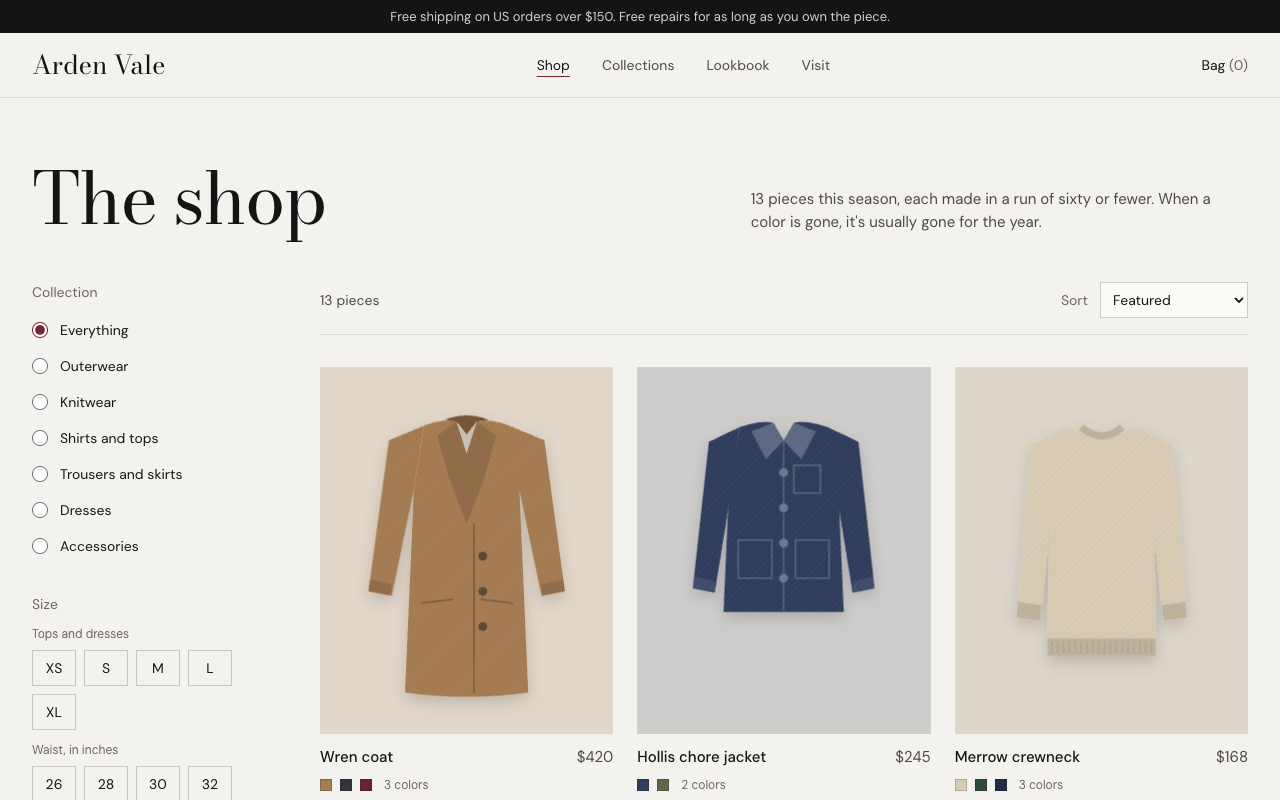 Free shipping on US orders over $150. Free repairs for as long as you own the piece.
Arden Vale
Shop
Collections
Lookbook
Visit
Bag (0)
The shop
13 pieces this season, each made in a run of sixty or fewer. When a
color is gone, it's usually gone for the year.
Collection
Everything
Outerwear
Knitwear
Shirts and tops
Trousers and skirts
Dresses
Accessories
Size
Tops and dresses
XS S M L
XL
Waist, in inches
26 28 30 32
13 pieces
Sort Featured
Wren coat $420
3 colors
Hollis chore jacket $245
2 colors
Merrow crewneck $168
3 colors